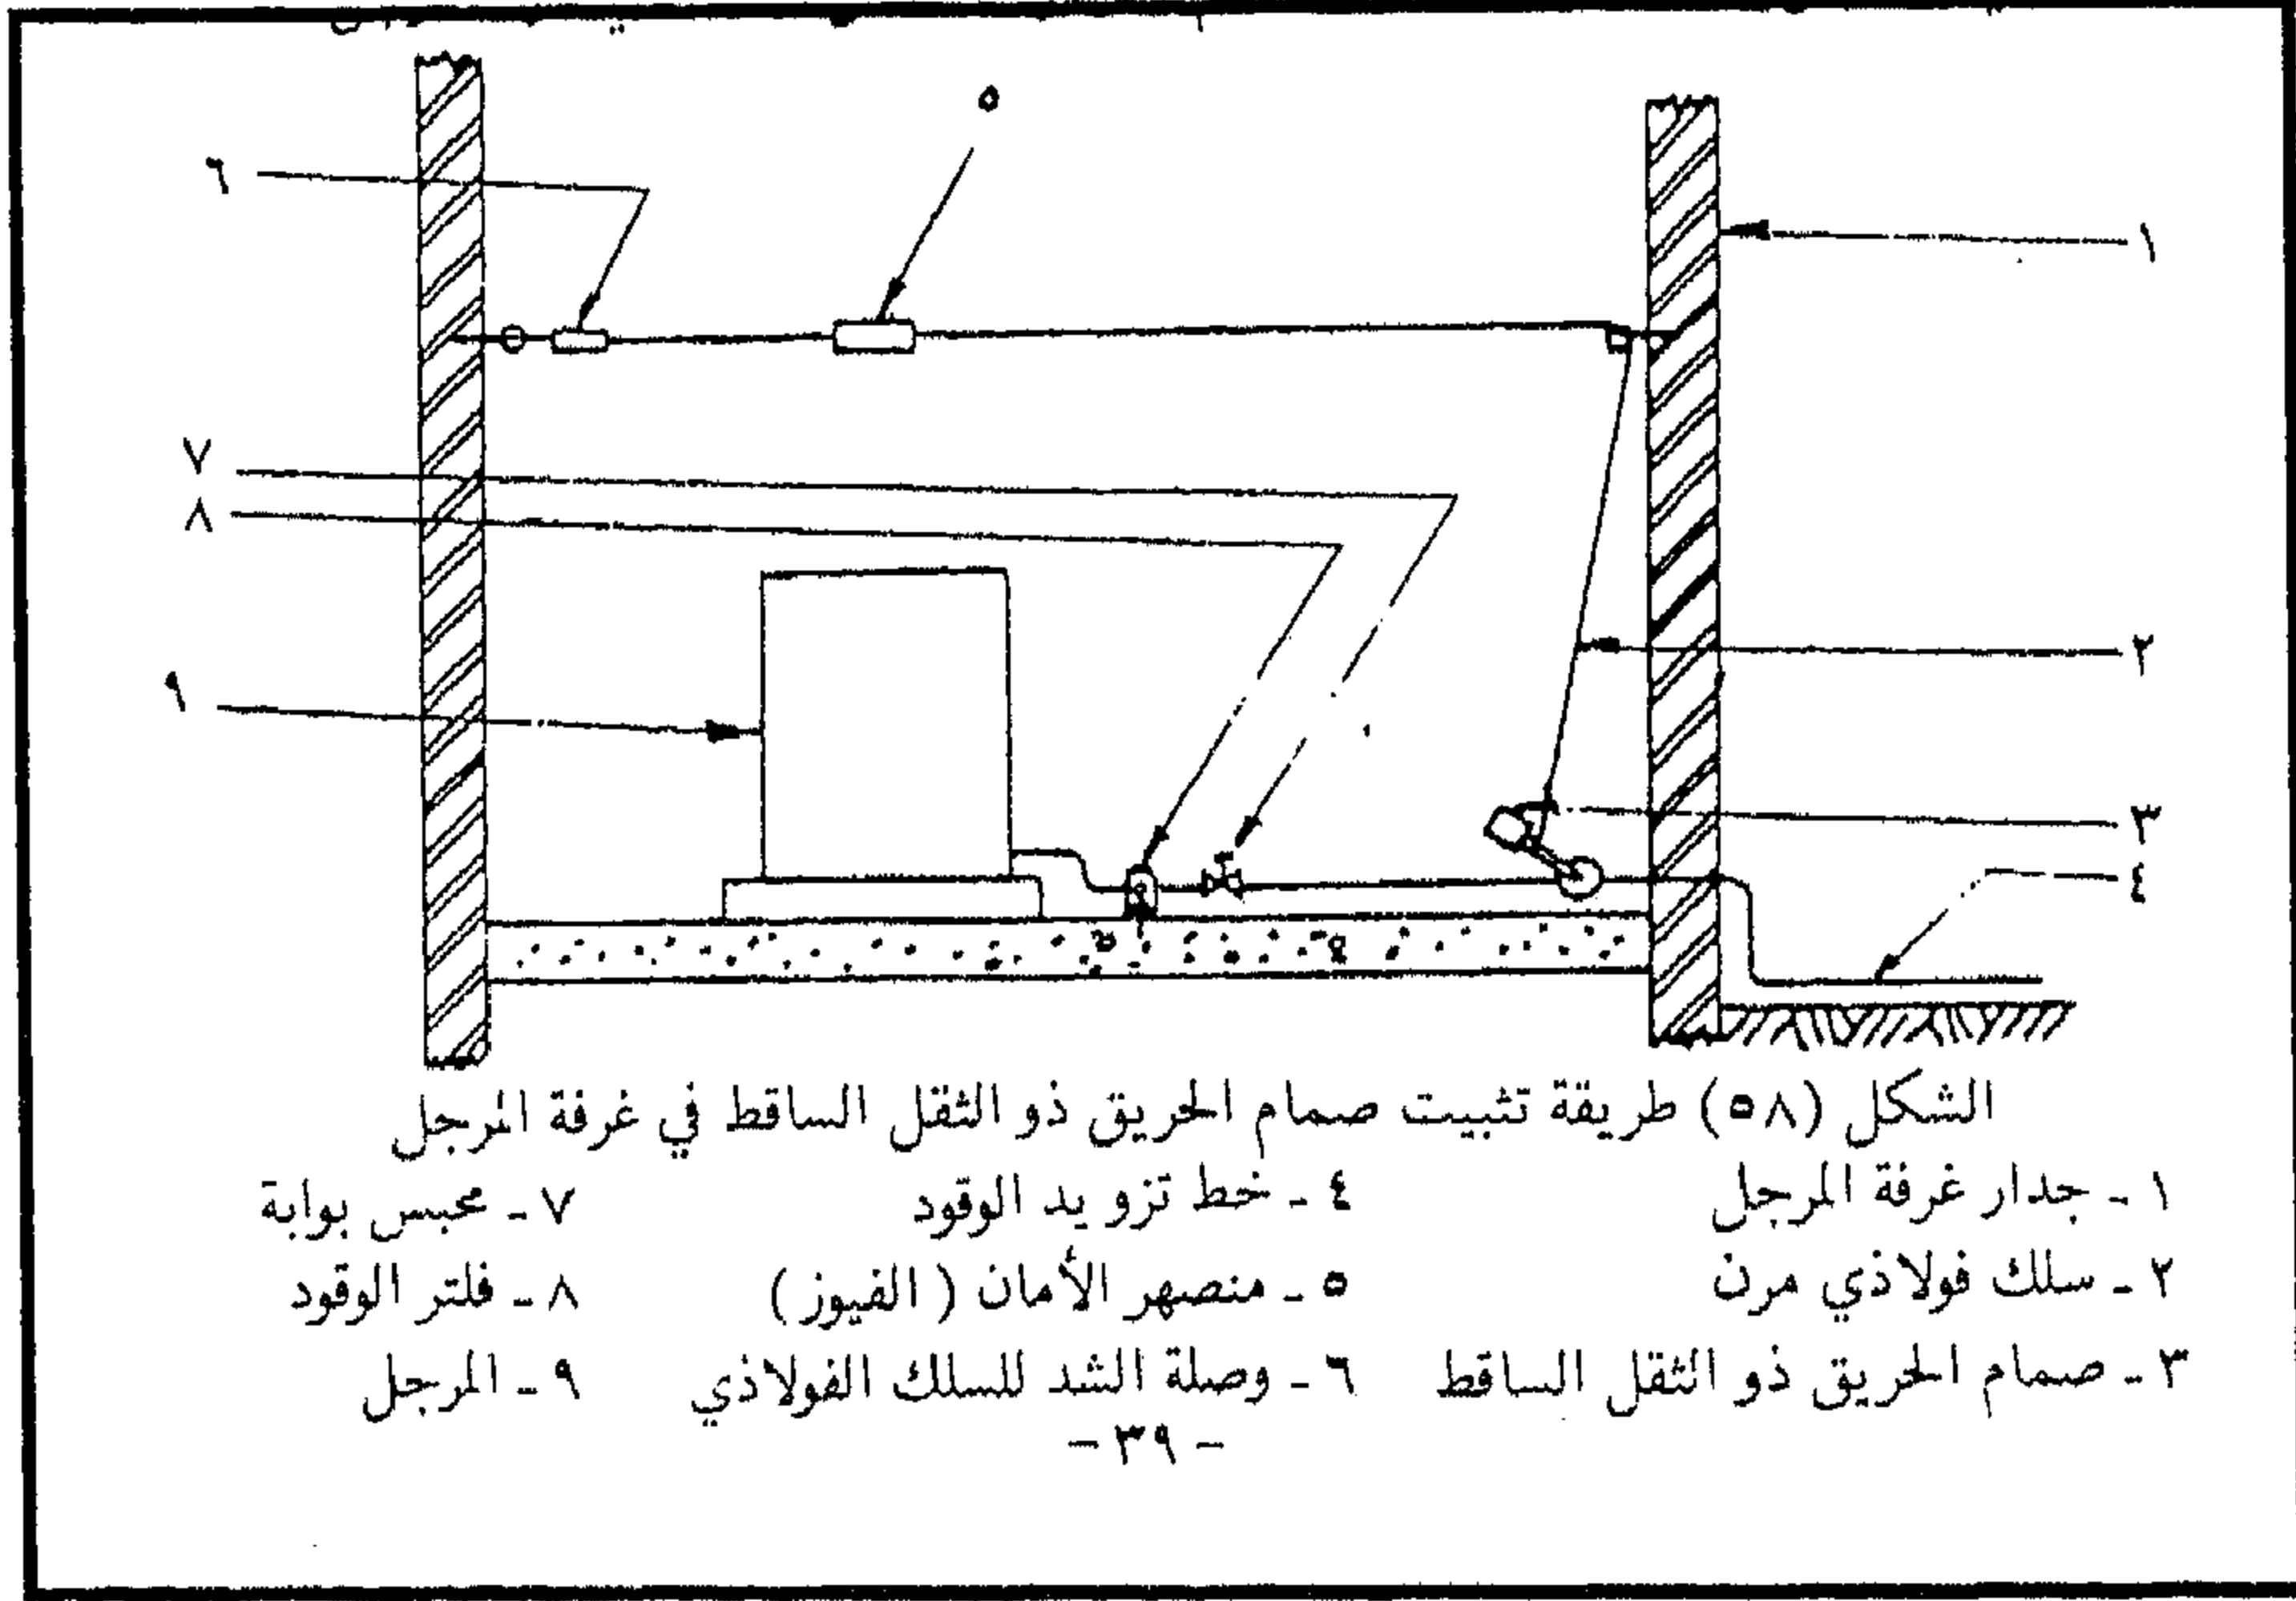 ٥
٦
١
٧
٨
٢
٩
٣
٤
الشكل (٥٨) طريقة تثبيت صمام الحريق ذو الثقل الساقط في غرفة المرجل
١ ـ جدار غرفة المرجل ٤ ـ خط تزويد الوقود ٧ ـ محبس بوابة
٢ ـ سلك فولاذي مرن ٥ ـ منصهر الأمان (الفيوز) ٨ ـ فلتر الوقود
٣ ـ صمام الحريق ذو الثقل الساقط ٦ ـ وصلة الشد للسلك الفولاذي ٩ ـ المرجل
- ٣٩ -